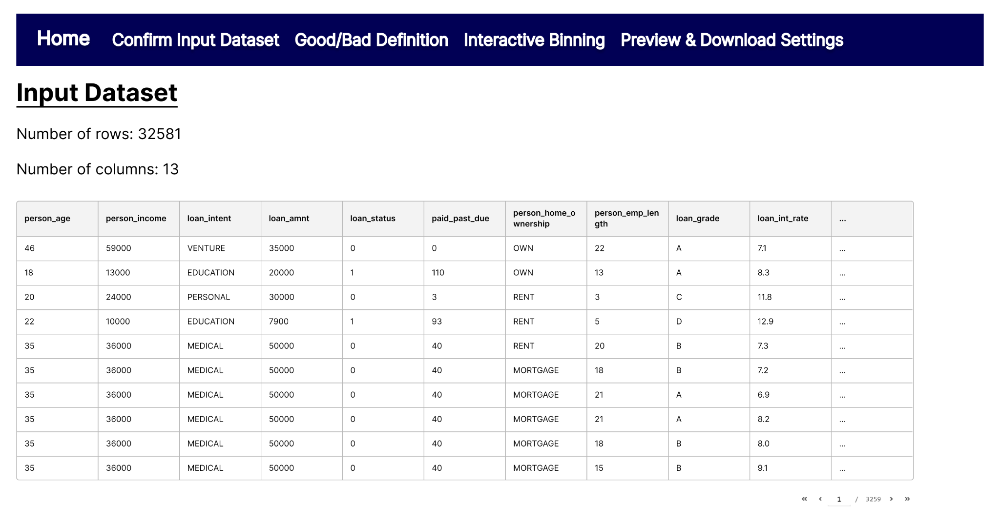 Home Confirm Input Dataset Good/Bad Definition Interactive Binning Preview & Download Settings
Input Dataset
Number of rows: 32581
Number of columns: 13
person_age person_income loan_intent loan_amnt loan_status paid_past_due person_home_ownership person_emp_length loan_grade loan_int_rate ...
46 59000 VENTURE 35000 0 0 OWN 22 A 7.1 ...
18 13000 EDUCATION 20000 1 110 OWN 13 A 8.3 ...
20 24000 PERSONAL 30000 0 3 RENT 3 C 11.8 ...
22 10000 EDUCATION 7900 1 93 RENT 5 D 12.9 ...
35 36000 MEDICAL 50000 0 40 RENT 20 B 7.3 ...
35 36000 MEDICAL 50000 0 40 MORTGAGE 18 B 7.2 ...
35 36000 MEDICAL 50000 0 40 MORTGAGE 21 A 6.9 ...
35 36000 MEDICAL 50000 0 40 MORTGAGE 21 A 8.2 ...
35 36000 MEDICAL 50000 0 40 MORTGAGE 18 B 8.0 ...
35 36000 MEDICAL 50000 0 40 MORTGAGE 15 B 9.1 ...
« ‹ 1 / 3259 › »